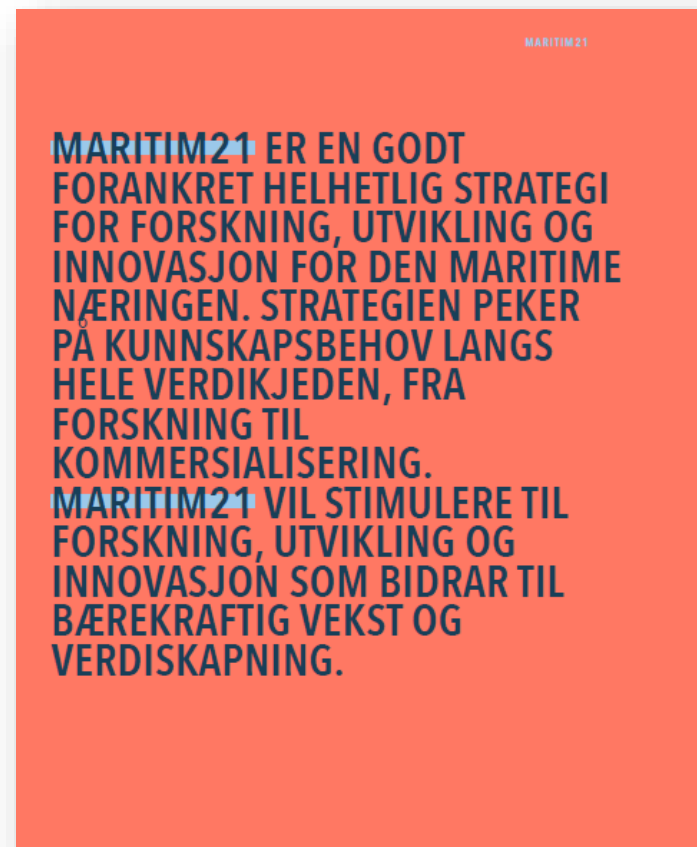 MARITIM21
MARITIM21 ER EN GODT
FORANKRET HELHETLIG STRATEGI
FOR FORSKNING, UTVIKLING OG
INNOVASJON FOR DEN MARITIME
NÆRINGEN. STRATEGIEN PEKER
PÅ KUNNSKAPSBEHOV LANGS
HELE VERDIKJEDEN, FRA
FORSKNING TIL
KOMMERSIALISERING.
MARITIM21 VIL STIMULERE TIL
FORSKNING, UTVIKLING OG
INNOVASJON SOM BIDRAR TIL
BÆREKRAFTIG VEKST OG
VERDISKAPNING.